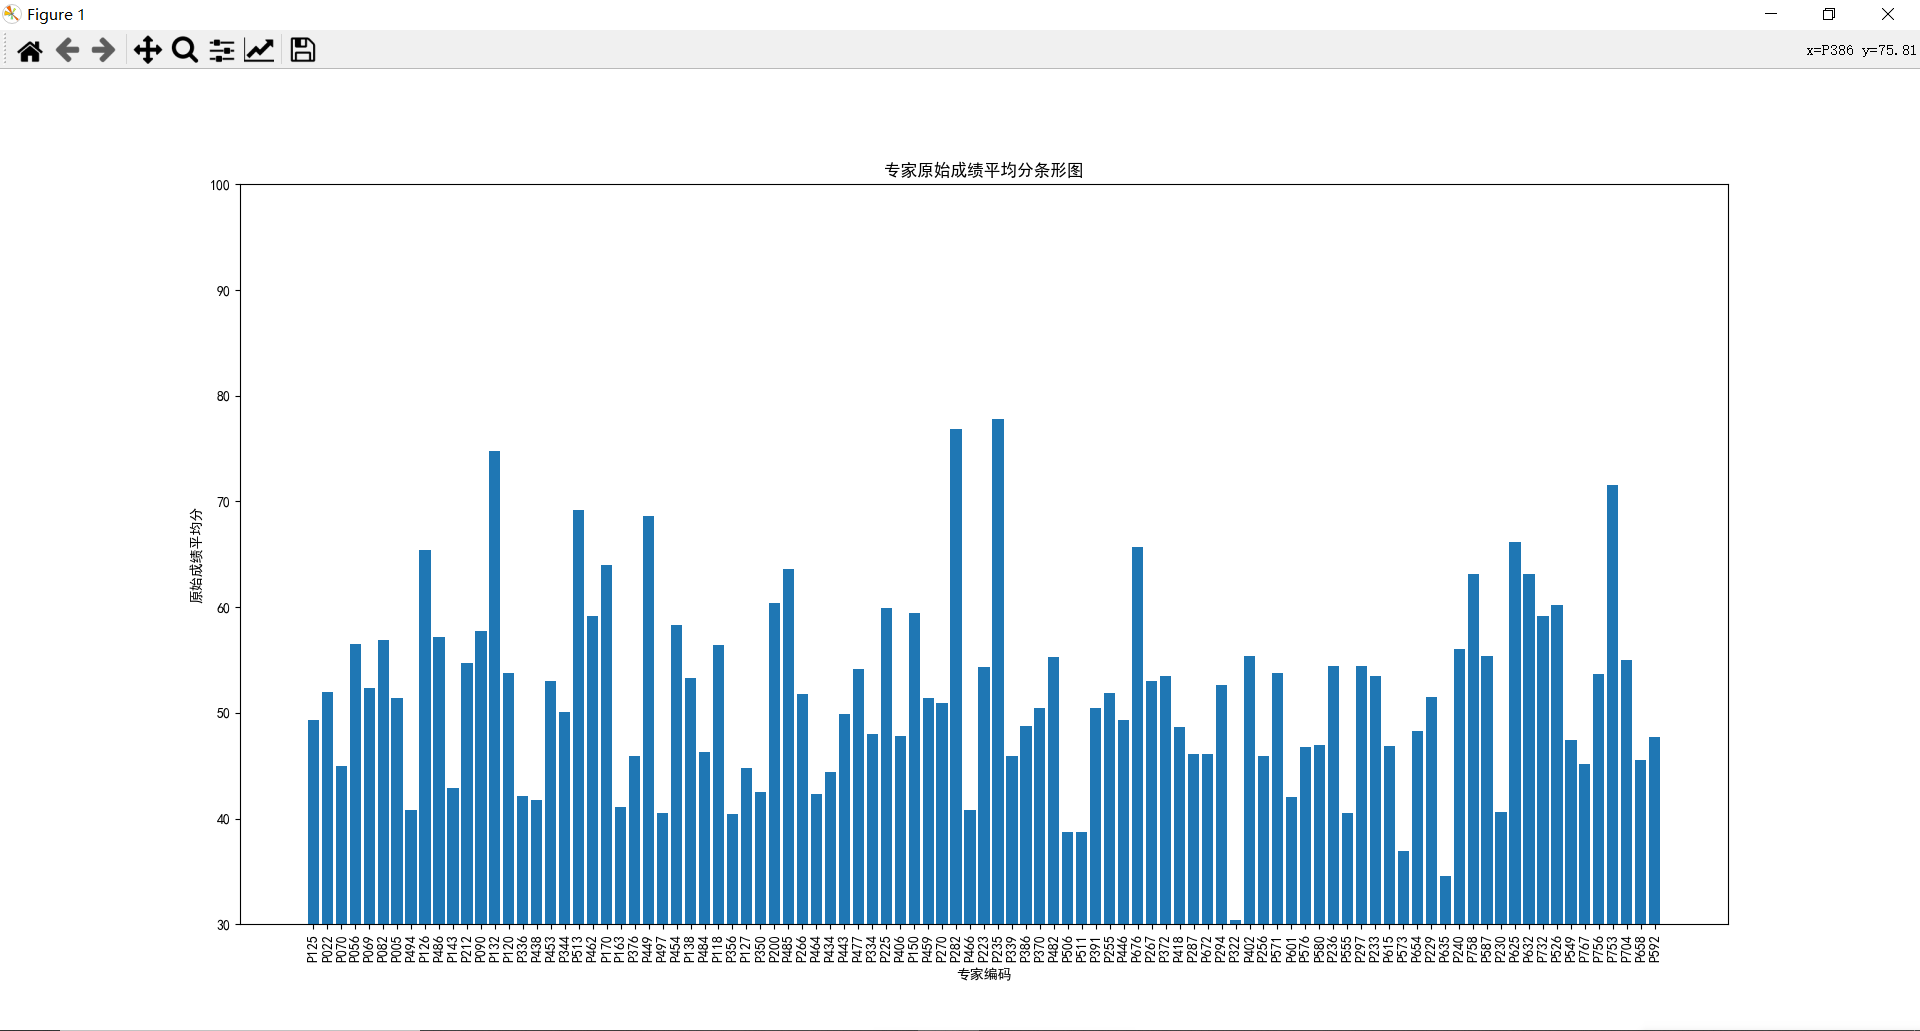 Figure 1
x=P386 y=75.81
专家原始成绩平均分条形图
100
90
80
70
60
50
40
30
原始成绩平均分
P125 P022 P070 P056 P069 P082 P005 P494 P126 P486 P143 P212 P090 P132 P120 P336 P438 P453 P344 P513 P462 P170 P163 P376 P449 P497 P454 P138 P484 P118 P356 P127 P350 P200 P485 P266 P464 P434 P443 P477 P334 P225 P406 P150 P459 P270 P282 P466 P223 P235 P339 P386 P370 P482 P506 P511 P391 P255 P446 P676 P267 P372 P418 P287 P672 P294 P322 P402 P256 P571 P601 P576 P580 P236 P555 P297 P233 P615 P573 P654 P229 P635 P240 P758 P587 P230 P625 P632 P732 P526 P549 P767 P756 P753 P704 P658 P592
专家编码